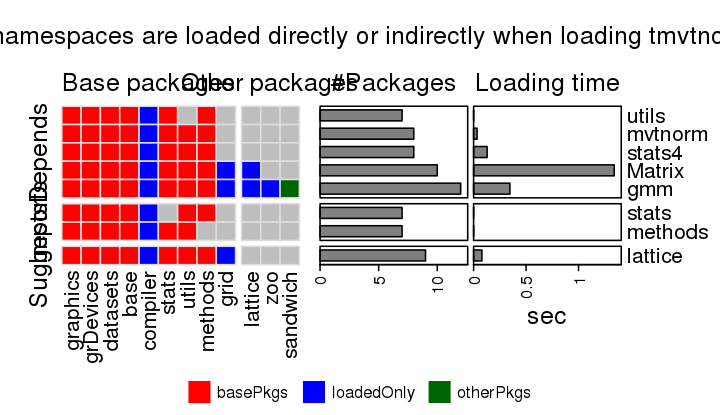 namespaces are loaded directly or indirectly when loading tmvtno
Base packages
Other packages
#Packages
Loading time
Depends
Imports
Suggests
utils
mvtnorm
stats4
Matrix
gmm
stats
methods
lattice
graphics
grDevices
datasets
base
compiler
stats
utils
methods
grid
lattice
zoo
sandwich
0
5
10
0
0.5
1
sec
basePkgs
loadedOnly
otherPkgs